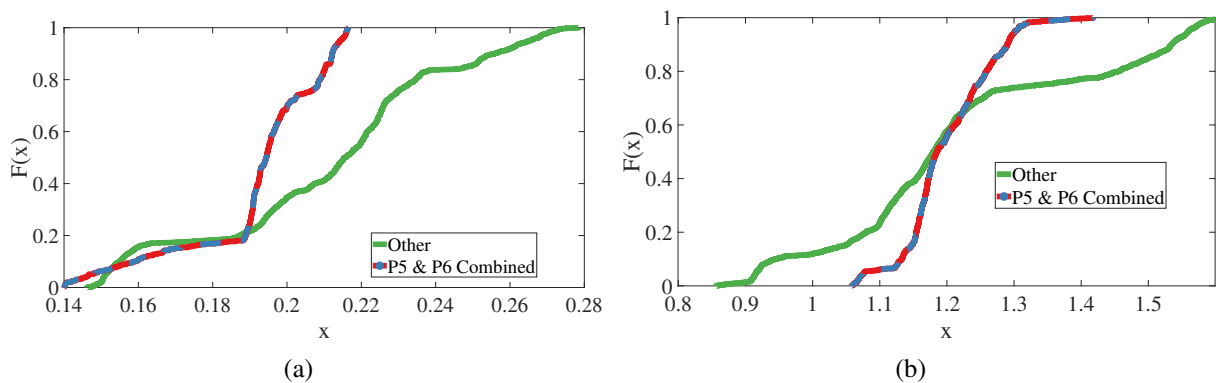 1
0.8
0.6
0.4
0.2
0
F(x)
Other
P5 & P6 Combined
0.14 0.16 0.18 0.2 0.22 0.24 0.26 0.28
x
(a)
1
0.8
0.6
0.4
0.2
0
F(x)
Other
P5 & P6 Combined
0.8 0.9 1 1.1 1.2 1.3 1.4 1.5
x
(b)